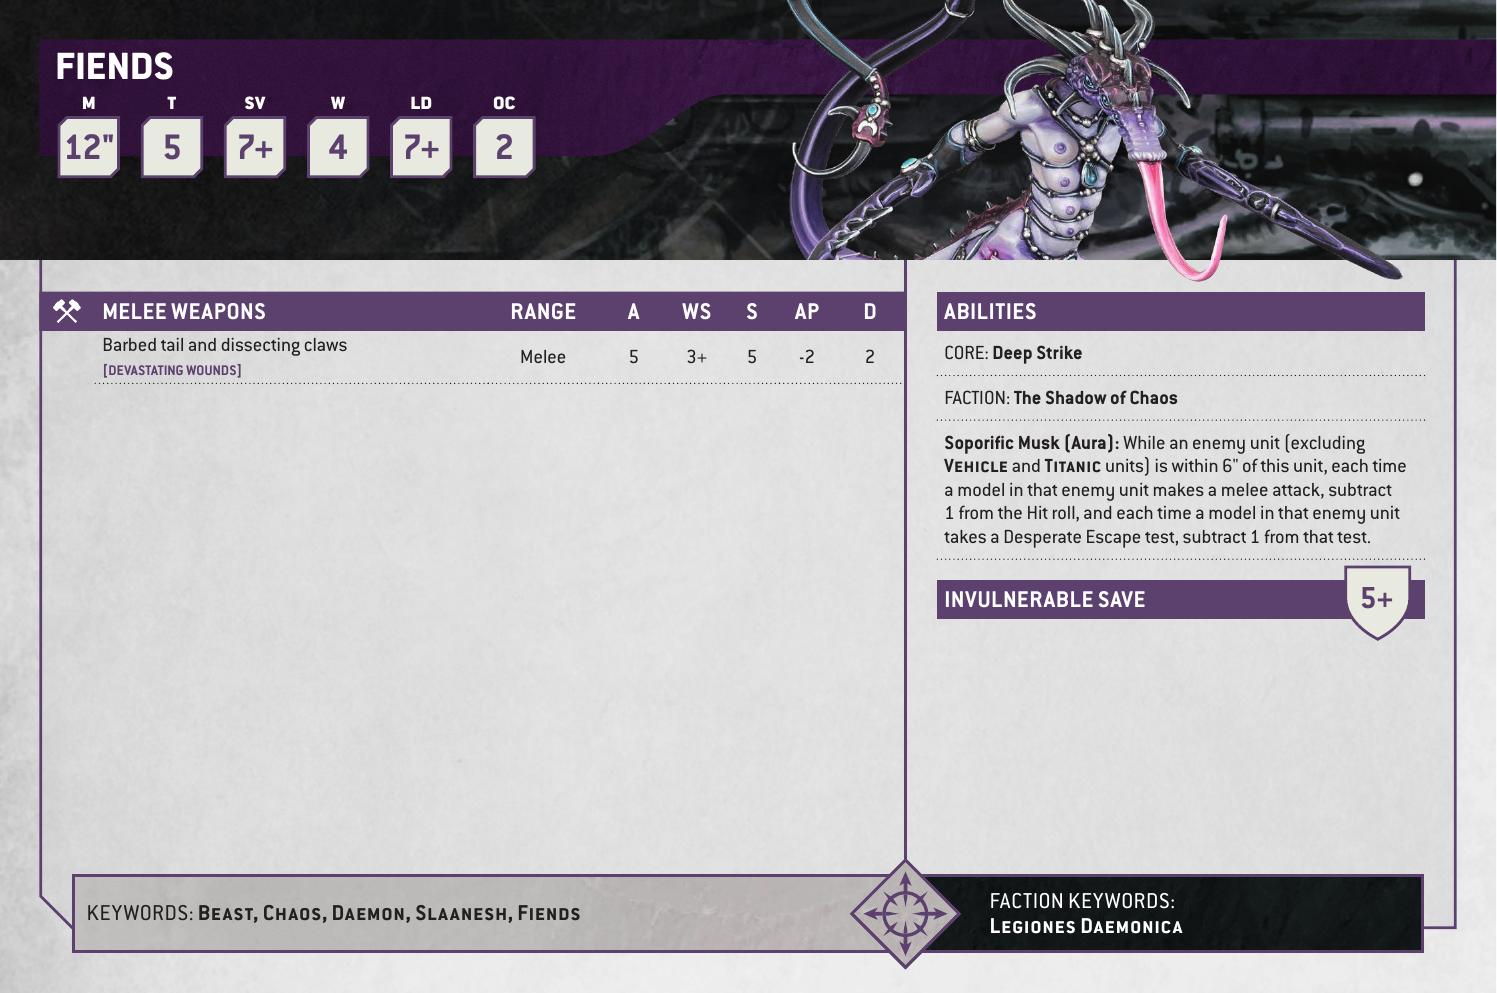 FIENDS
M T SV W LD OC
12" 5 7+ 4 7+ 2
MELEE WEAPONS RANGE A WS S AP D
Barbed tail and dissecting claws
[DEVASTATING WOUNDS]
Melee 5 3+ 5 -2 2
ABILITIES
CORE: Deep Strike
FACTION: The Shadow of Chaos
Soporific Musk (Aura): While an enemy unit (excluding
VEHICLE and TITANIC units) is within 6" of this unit, each time
a model in that enemy unit makes a melee attack, subtract
1 from the Hit roll, and each time a model in that enemy unit
takes a Desperate Escape test, subtract 1 from that test.
INVULNERABLE SAVE 5+
KEYWORDS: BEAST, CHAOS, DAEMON, SLAANESH, FIENDS
FACTION KEYWORDS:
LEGIONES DAEMONICA